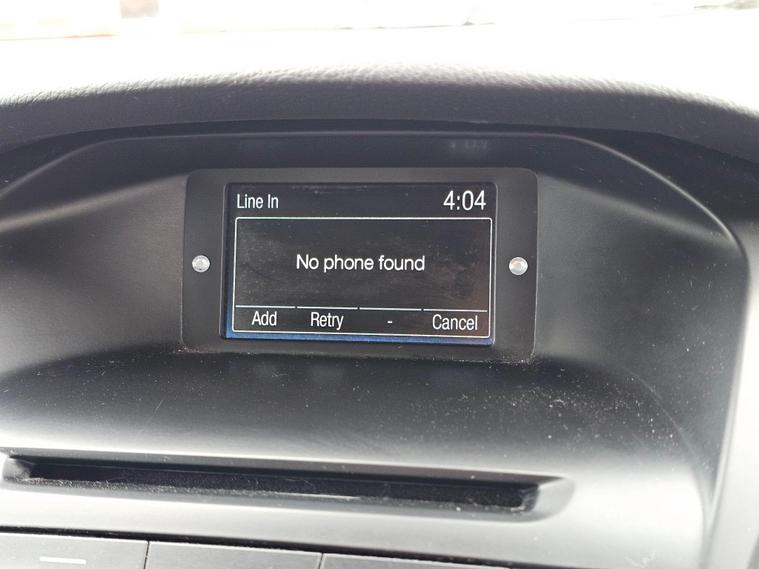 Line In 4:04
No phone found
Add Retry - Cancel